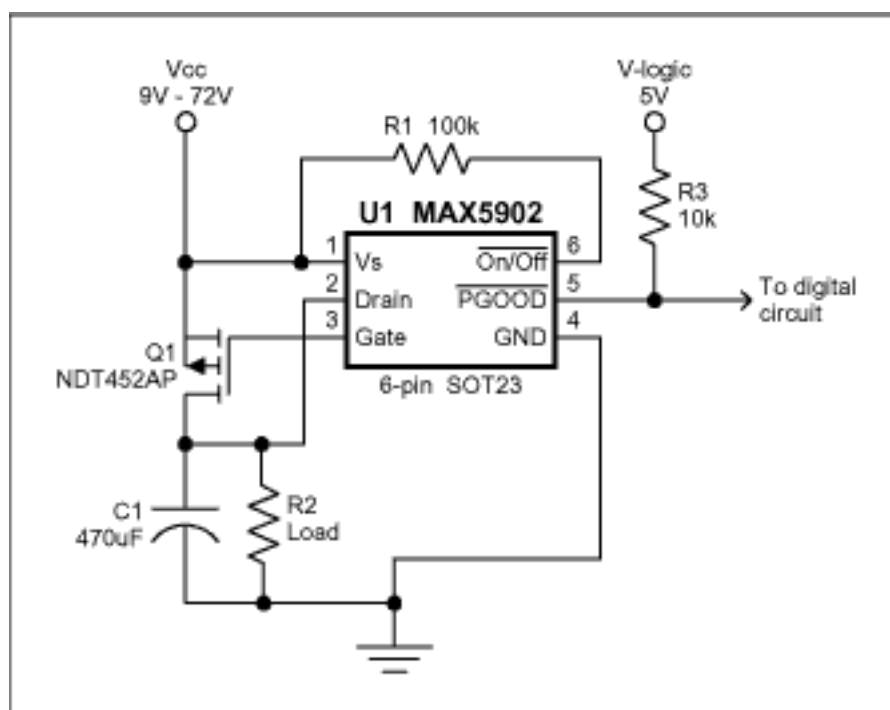 Vcc
9V - 72V
V-logic
5V
R1 100k
R3
10k
U1 MAX5902
1
Vs
On/Off
6
2
Drain
PGOOD
5
3
Gate
GND
4
To digital
circuit
Q1
NDT452AP
6-pin SOT23
C1
470uF
R2
Load